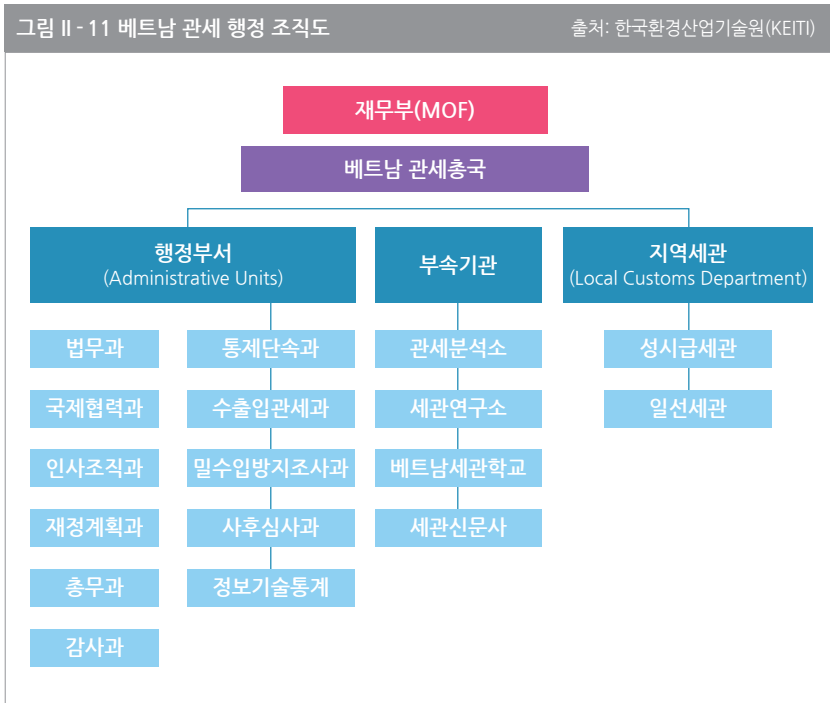 그림 II - 11 베트남 관세 행정 조직도
출처: 한국환경산업기술원(KEITI)
재무부(MOF)
베트남 관세총국
행정부서
(Administrative Units)
법무과
국제협력과
인사조직과
재정계획과
총무과
감사과
통제단속과
수출입관세과
밀수입방지조사과
사후심사과
정보기술통계
부속기관
관세분석소
세관연구소
베트남세관학교
세관신문사
지역세관
(Local Customs Department)
성시급세관
일선세관